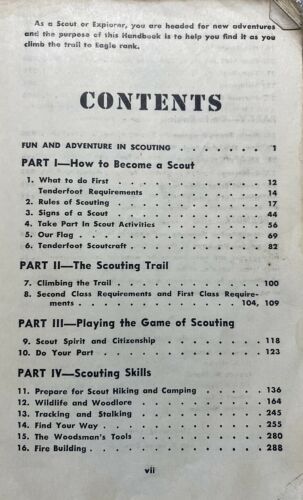 As a Scout or Explorer, you are headed for new adventures
and the purpose of this Handbook is to help you find it as you
climb the trail to Eagle rank.
CONTENTS
FUN AND ADVENTURE IN SCOUTING . . . . . . . 1
PART I—How to Become a Scout
1. What to do First . . . . . . . . . . . 12
Tenderfoot Requirements . . . . . . . . . 14
2. Rules of Scouting . . . . . . . . . . . 17
3. Signs of a Scout . . . . . . . . . . . 44
4. Take Part In Scout Activities . . . . . . . . 56
5. Our Flag . . . . . . . . . . . . . 69
6. Tenderfoot Scoutcraft . . . . . . . . . . 82
PART II—The Scouting Trail
7. Climbing the Trail . . . . . . . . . . . 100
8. Second Class Requirements and First Class Require-
ments . . . . . . . . . . . . 104, 109
PART III—Playing the Game of Scouting
9. Scout Spirit and Citizenship . . . . . . . . 118
10. Do Your Part . . . . . . . . . . . . 123
PART IV—Scouting Skills
11. Prepare for Scout Hiking and Camping . . . . . 136
12. Wildlife and Woodlore . . . . . . . . . . 164
13. Tracking and Stalking . . . . . . . . . . 245
14. Find Your Way . . . . . . . . . . . . 255
15. The Woodsman's Tools . . . . . . . . . . 280
16. Fire Building . . . . . . . . . . . . 288
vii